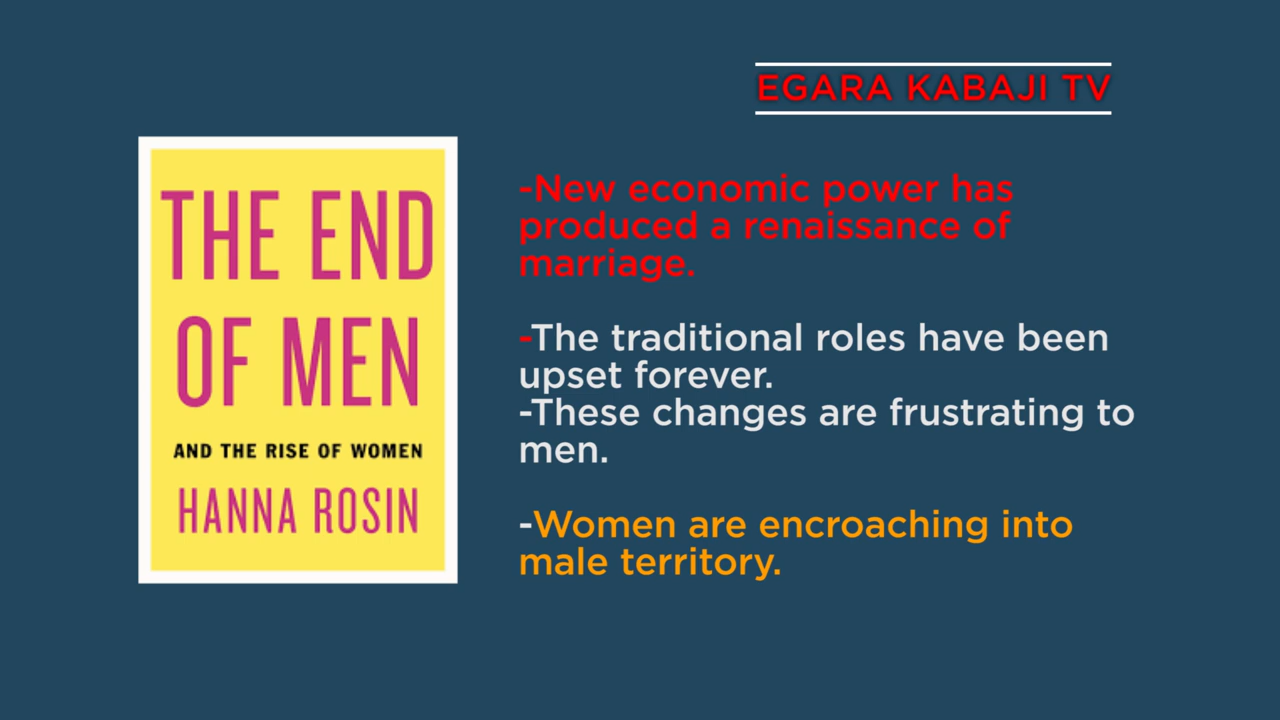 EGARA KABAJI TV
THE END
OF MEN
AND THE RISE OF WOMEN
HANNA ROSIN
-New economic power has
produced a renaissance of
marriage.
-The traditional roles have been
upset forever.
-These changes are frustrating to
men.
-Women are encroaching into
male territory.